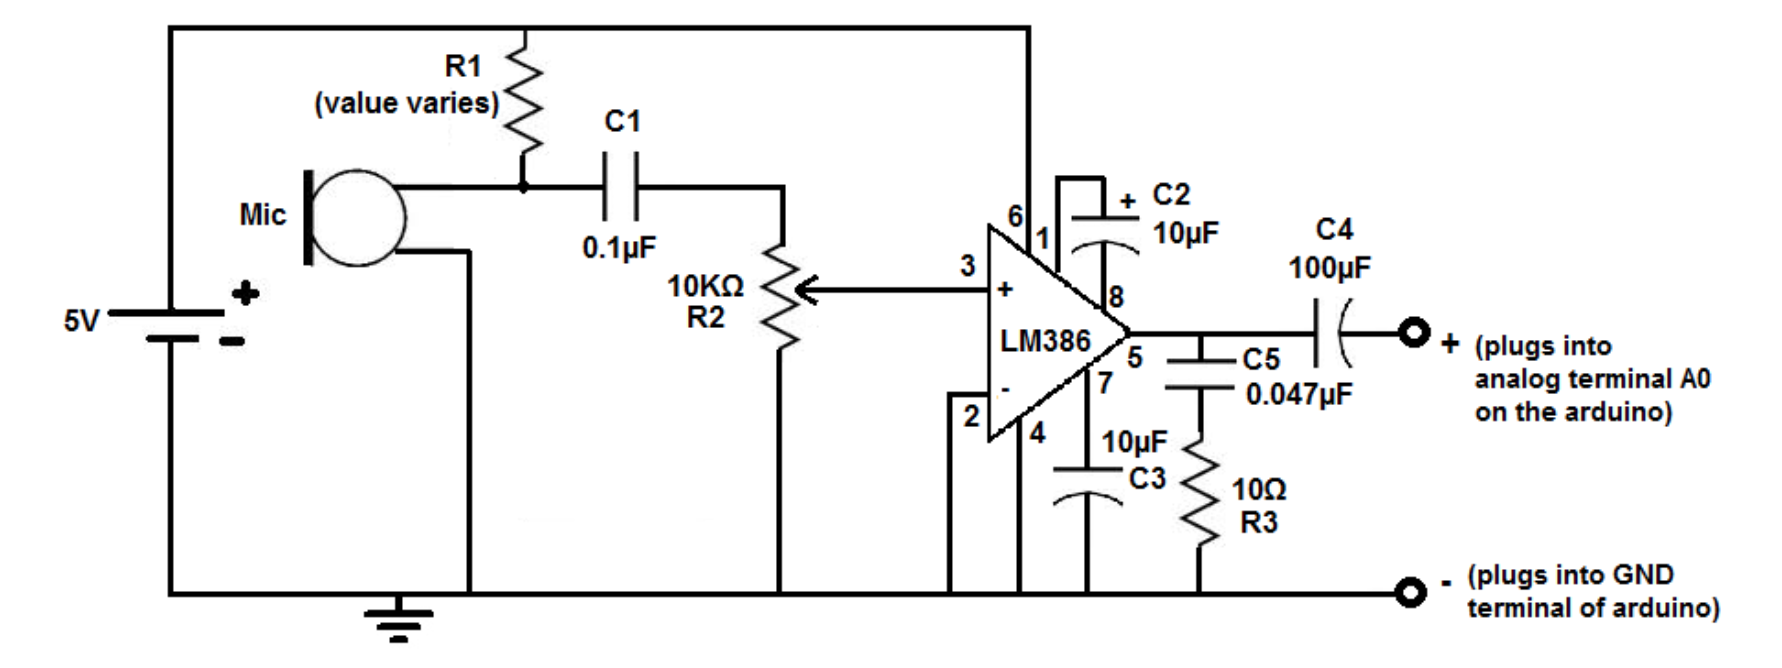 R1
(value varies)
C1
0.1µF
Mic
5V
+
-
10KΩ
R2
3
+
6
1
+
C2
10µF
8
LM386
5
-
2
4
7
10µF
C3
C5
0.047µF
10Ω
R3
C4
100µF
+ (plugs into
analog terminal A0
on the arduino)
- (plugs into GND
terminal of arduino)